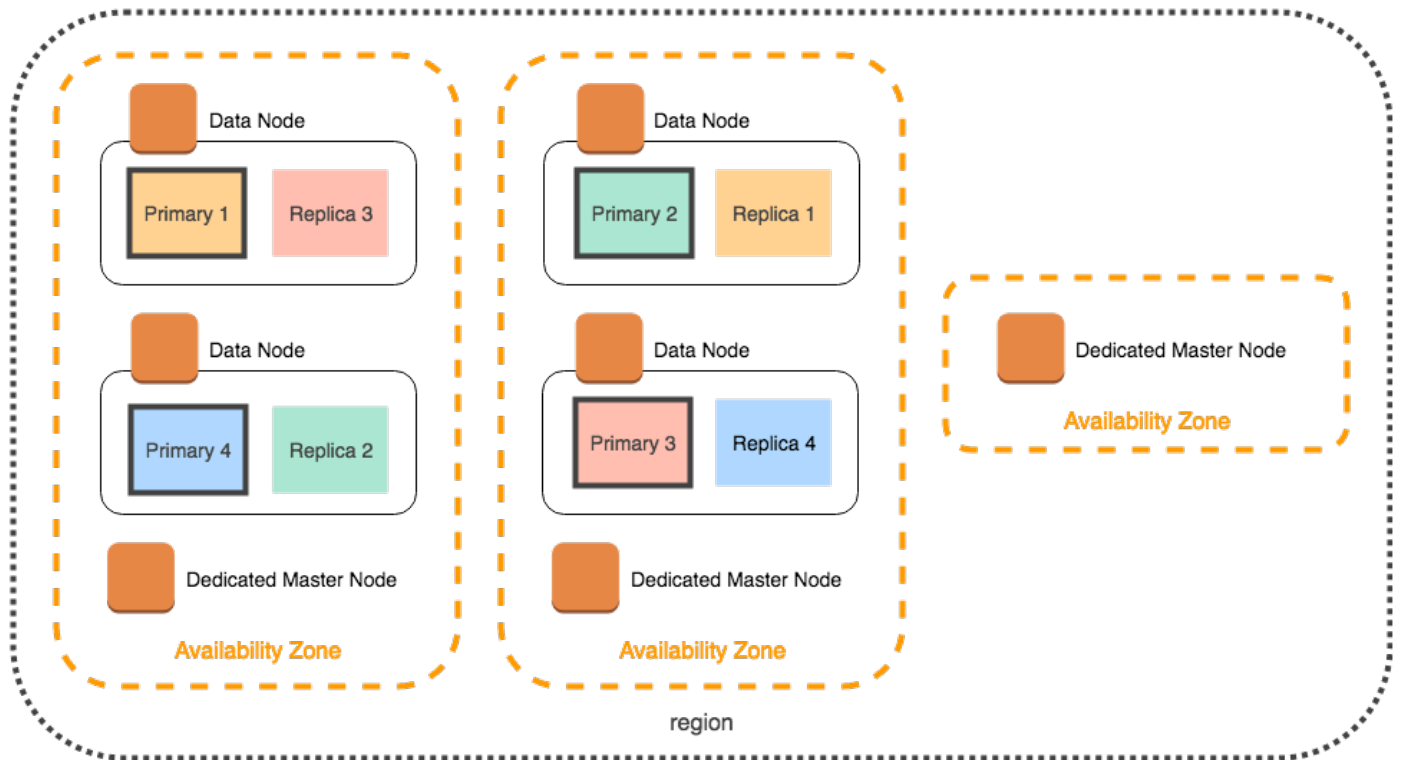 Data Node
Primary 1
Replica 3
Data Node
Primary 4
Replica 2
Dedicated Master Node
Availability Zone
Data Node
Primary 2
Replica 1
Data Node
Primary 3
Replica 4
Dedicated Master Node
Availability Zone
Dedicated Master Node
Availability Zone
region